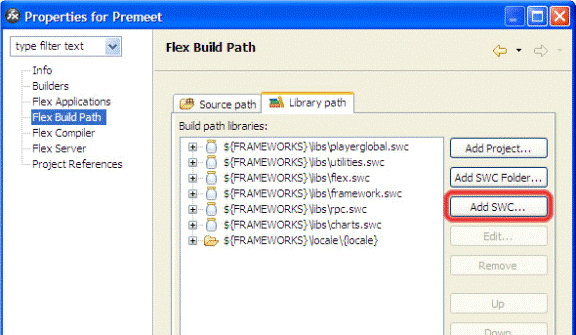 Properties for Premeet
type filter text
Info
Builders
Flex Applications
Flex Build Path
Flex Compiler
Flex Server
Project References
Flex Build Path
Source path
Library path
Build path libraries:
${FRAMEWORKS}\libs\playerglobal.swc
${FRAMEWORKS}\libs\utilities.swc
${FRAMEWORKS}\libs\flex.swc
${FRAMEWORKS}\libs\framework.swc
${FRAMEWORKS}\libs\rpc.swc
${FRAMEWORKS}\libs\charts.swc
${FRAMEWORKS}\locale\{locale}
Add Project...
Add SWC Folder...
Add SWC...
Edit...
Remove
Up
Down